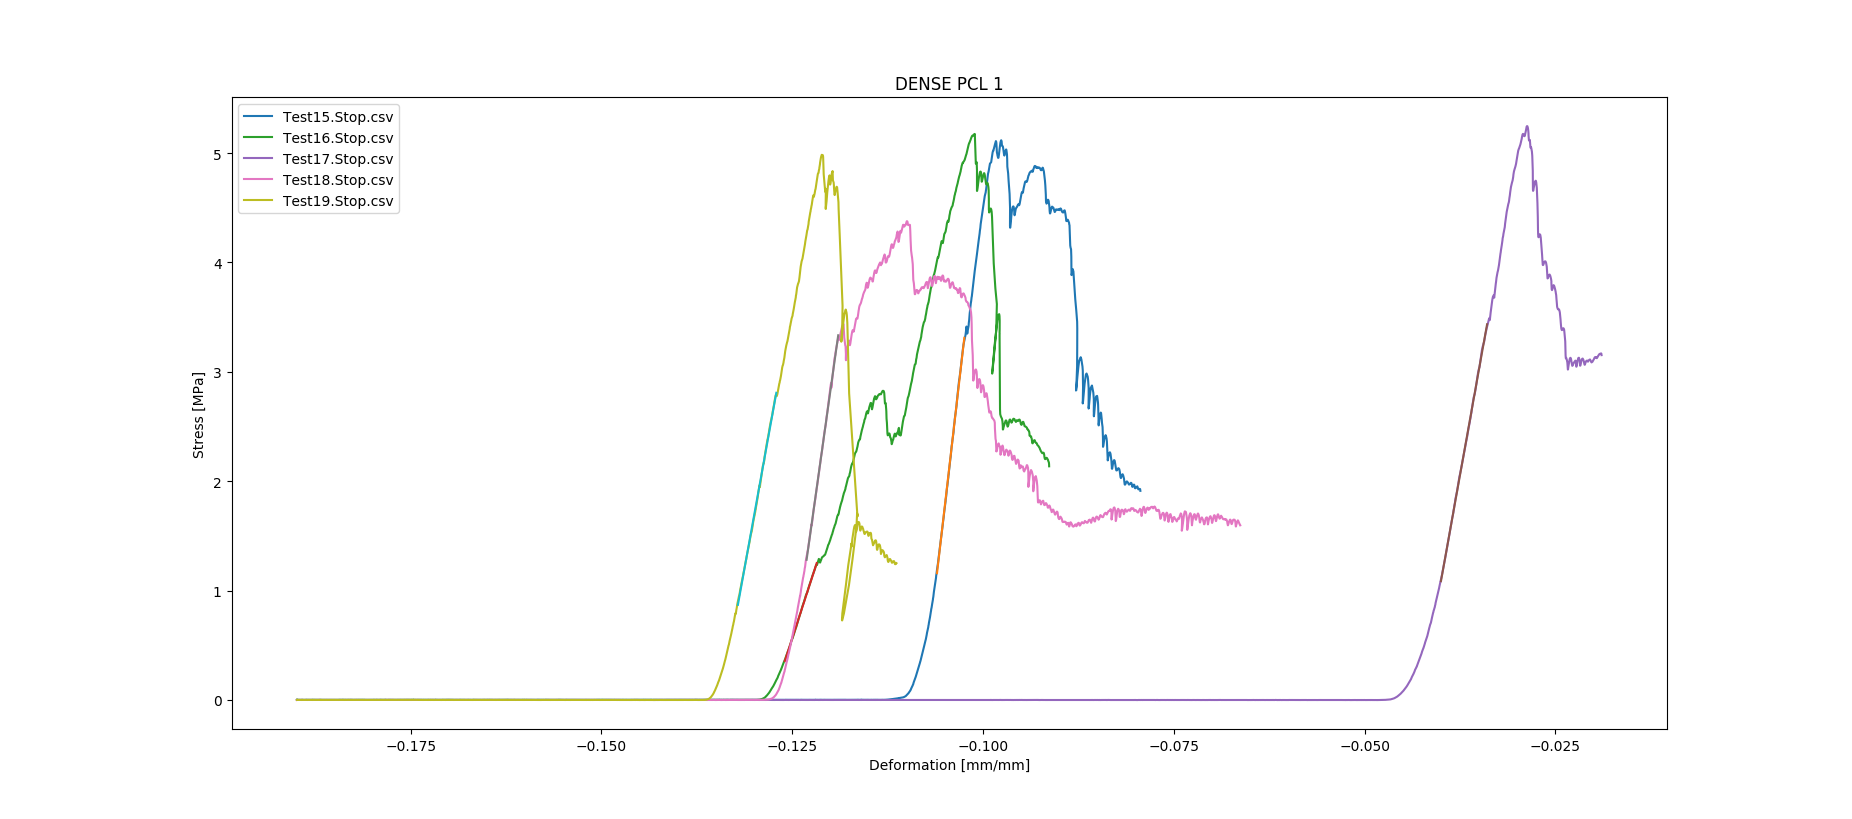 DENSE PCL 1
Test15.Stop.csv
Test16.Stop.csv
Test17.Stop.csv
Test18.Stop.csv
Test19.Stop.csv
5
4
3
2
1
0
Stress [MPa]
−0.175 −0.150 −0.125 −0.100 −0.075 −0.050 −0.025
Deformation [mm/mm]